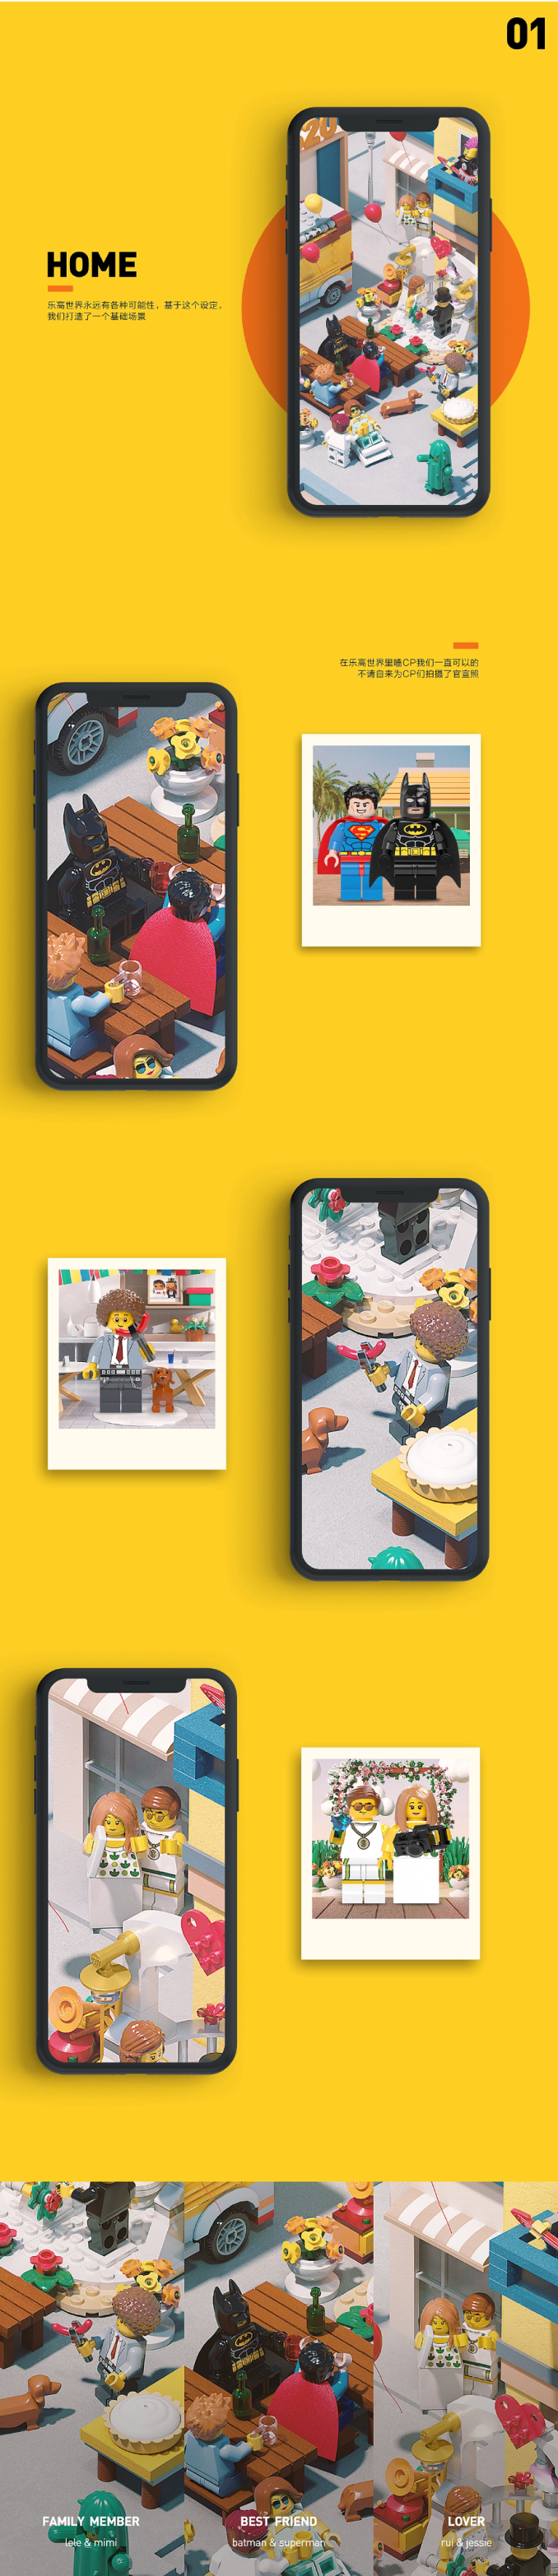 01
HOME
乐高世界永远有各种可能性，基于这个设定，
我们打造了一个基础场景
在乐高世界里嗑CP我们一直可以的
不请自来为CP们拍摄了官宣照
FAMILY MEMBER
lele & mimi
BEST FRIEND
batman & superman
LOVER
rui & jessie